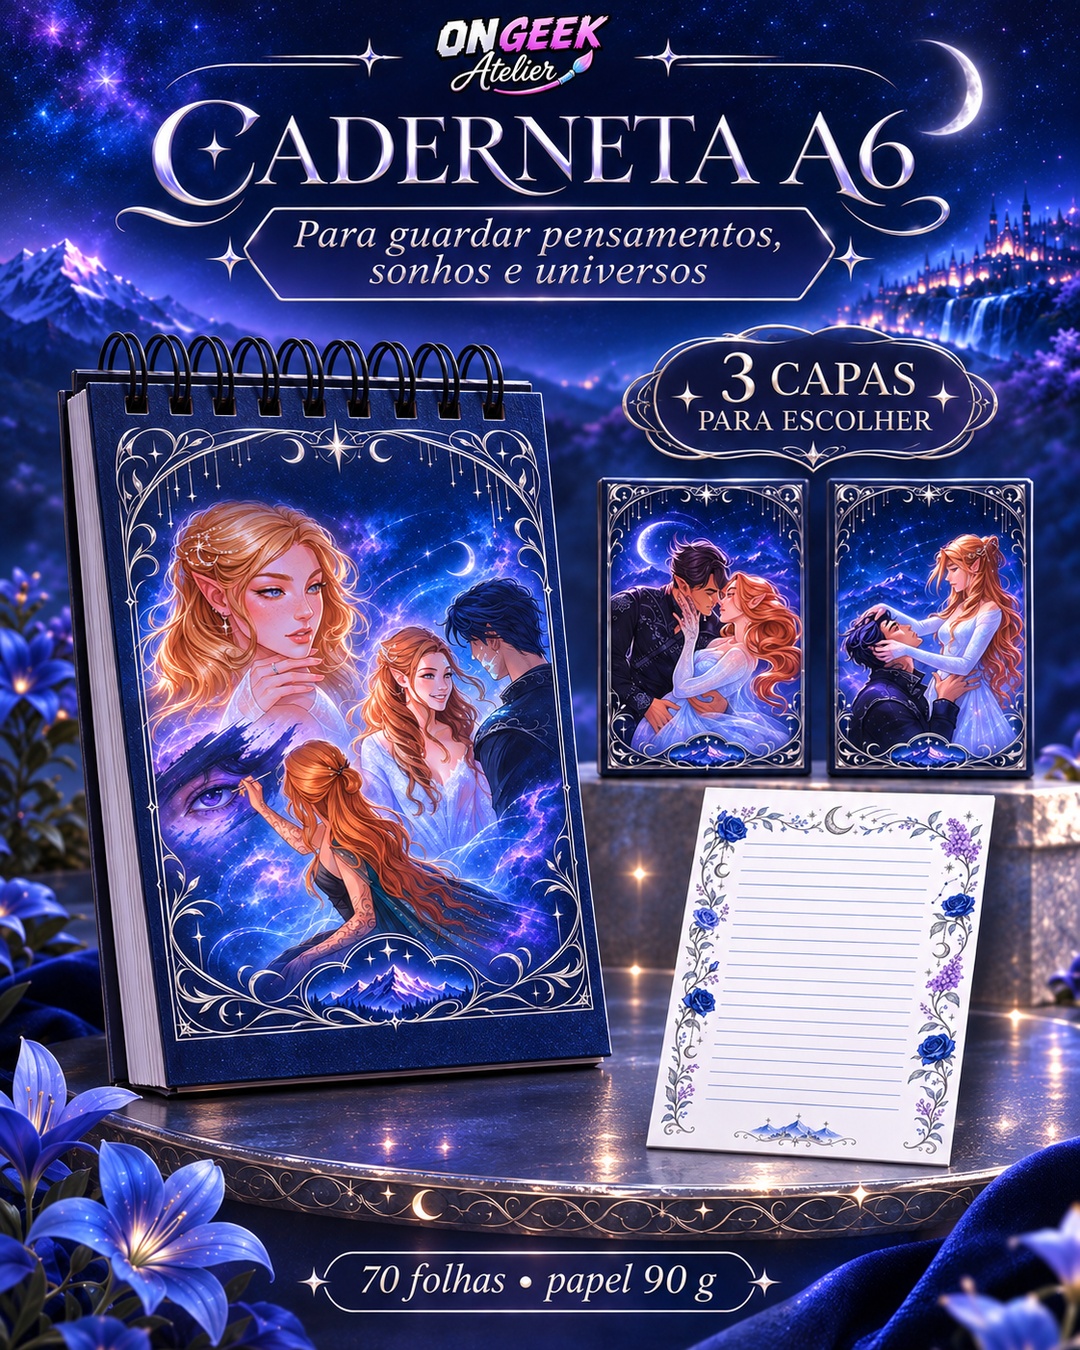 ONGEEK
Atelier
CADERNETA A6
Para guardar pensamentos,
sonhos e universos
3 CAPAS
PARA ESCOLHER
70 folhas • papel 90 g